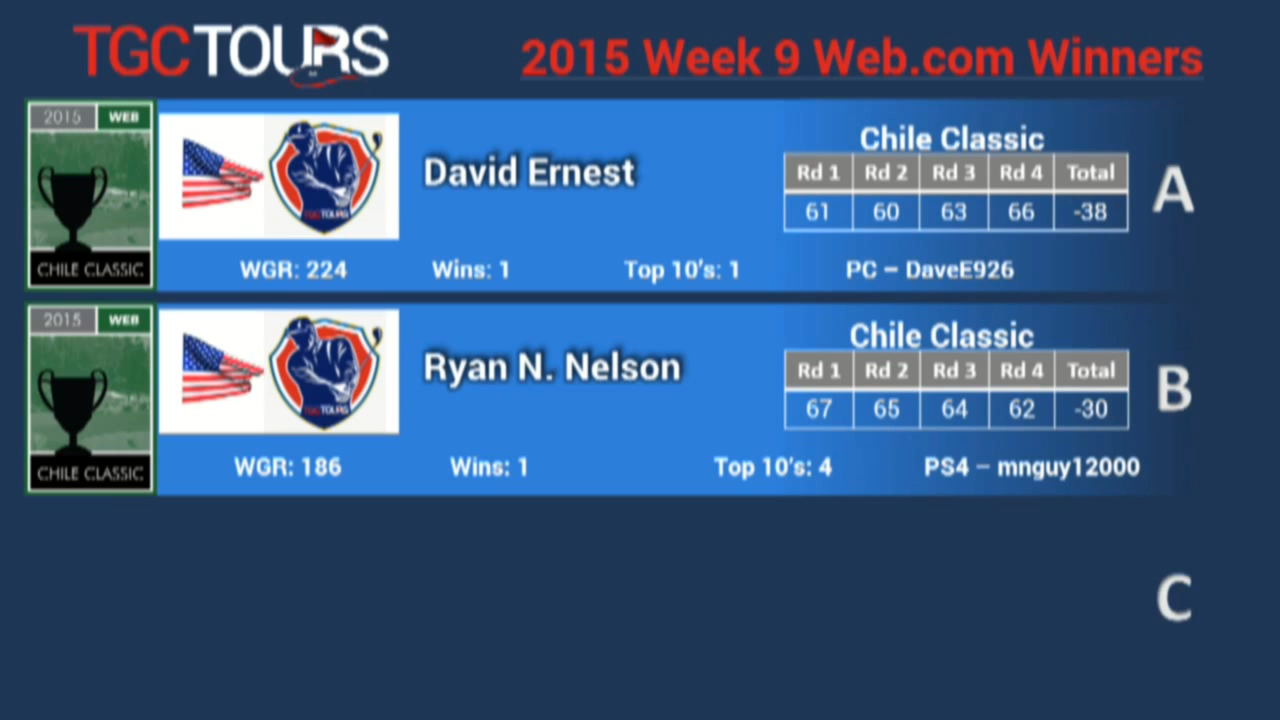 TGCTOURS
2015 Week 9 Web.com Winners
2015 WEB
CHILE CLASSIC
TGCTOURS
David Ernest
Chile Classic
Rd 1 Rd 2 Rd 3 Rd 4 Total
61 60 63 66 -38
A
WGR: 224 Wins: 1 Top 10's: 1 PC – DaveE926
2015 WEB
CHILE CLASSIC
TGCTOURS
Ryan N. Nelson
Chile Classic
Rd 1 Rd 2 Rd 3 Rd 4 Total
67 65 64 62 -30
B
WGR: 186 Wins: 1 Top 10's: 4 PS4 – mnguy12000
C